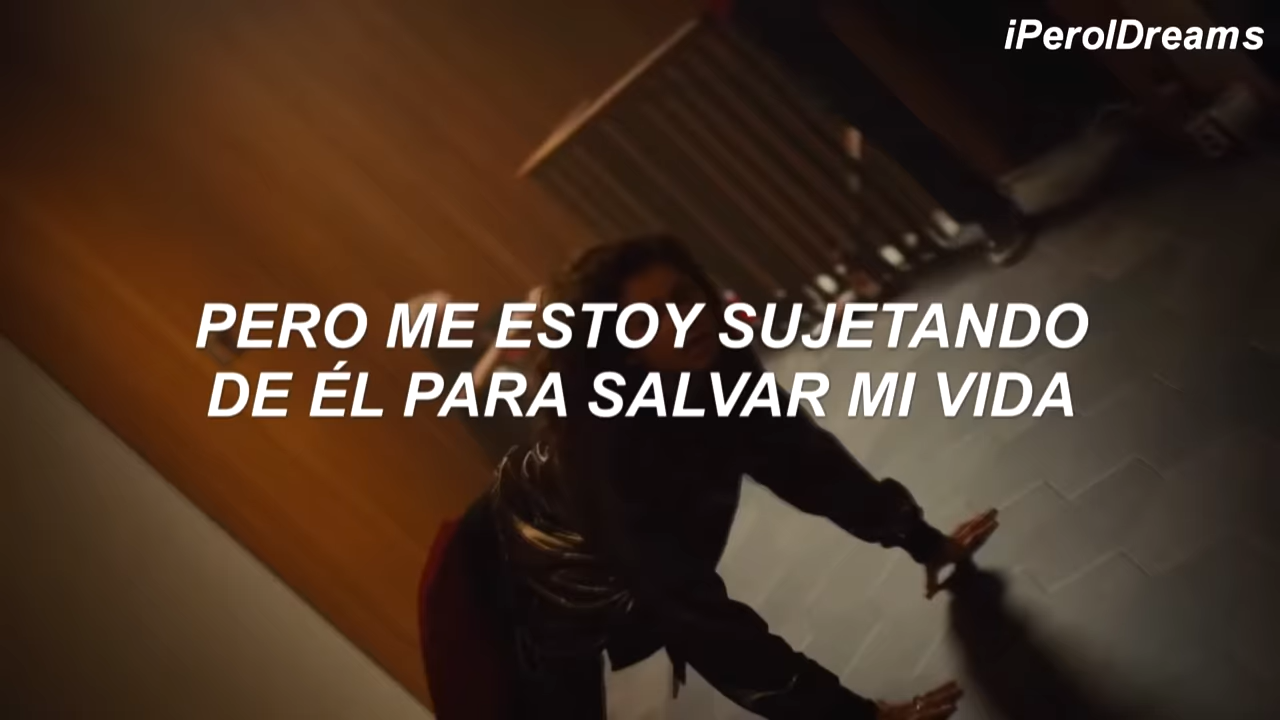 iPerolDreams
PERO ME ESTOY SUJETANDO
DE ÉL PARA SALVAR MI VIDA